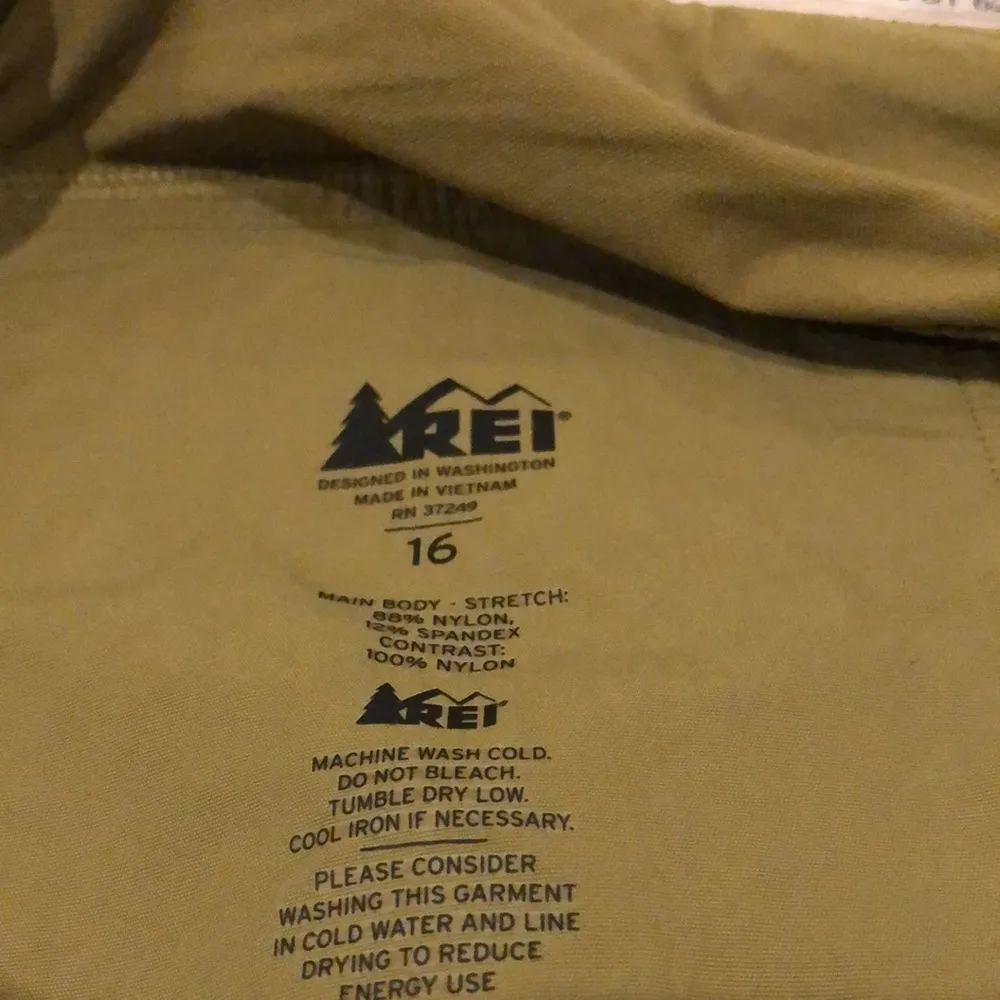 REI®
DESIGNED IN WASHINGTON
MADE IN VIETNAM
RN 37249
16
MAIN BODY - STRETCH:
88% NYLON,
12% SPANDEX
CONTRAST:
100% NYLON
REI
MACHINE WASH COLD.
DO NOT BLEACH.
TUMBLE DRY LOW.
COOL IRON IF NECESSARY.
PLEASE CONSIDER
WASHING THIS GARMENT
IN COLD WATER AND LINE
DRYING TO REDUCE
ENERGY USE